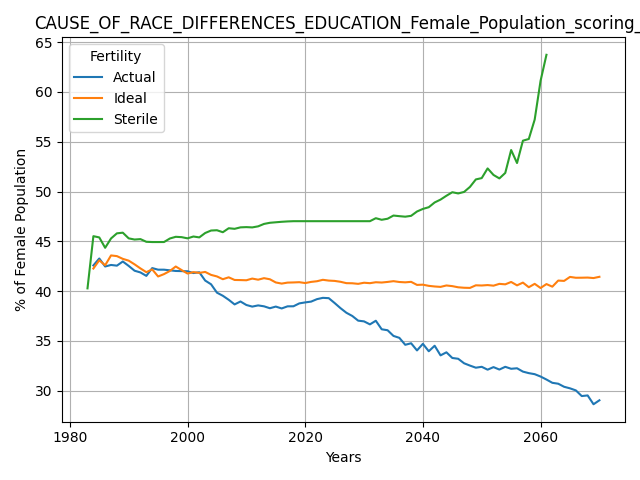 CAUSE_OF_RACE_DIFFERENCES_EDUCATION_Female_Population_scoring_
65
60
55
50
45
40
35
30
% of Female Population
Fertility
Actual
Ideal
Sterile
1980
2000
2020
2040
2060
Years